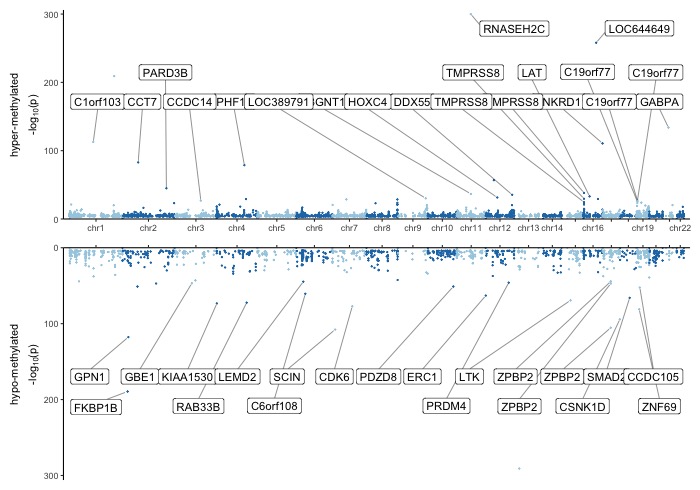 hyper-methylated
-log10(p)
300
200
100
0
RNASEH2C
LOC644649
PARD3B
TMPRSS8
LAT
C19orf77
C19orf77
C1orf103
CCT7
CCDC14
PHF1
LOC389791
GNT1
HOXC4
DDX55
TMPRSS8
MPRSS8
NKRD1
C19orf77
GABPA
chr1
chr2
chr3
chr4
chr5
chr6
chr7
chr8
chr9
chr10
chr11
chr12
chr13
chr14
chr16
chr19
chr22
hypo-methylated
-log10(p)
0
100
200
300
GPN1
GBE1
KIAA1530
LEMD2
SCIN
CDK6
PDZD8
ERC1
LTK
ZPBP2
ZPBP2
SMAD2
CCDC105
FKBP1B
RAB33B
C6orf108
PRDM4
ZPBP2
CSNK1D
ZNF69